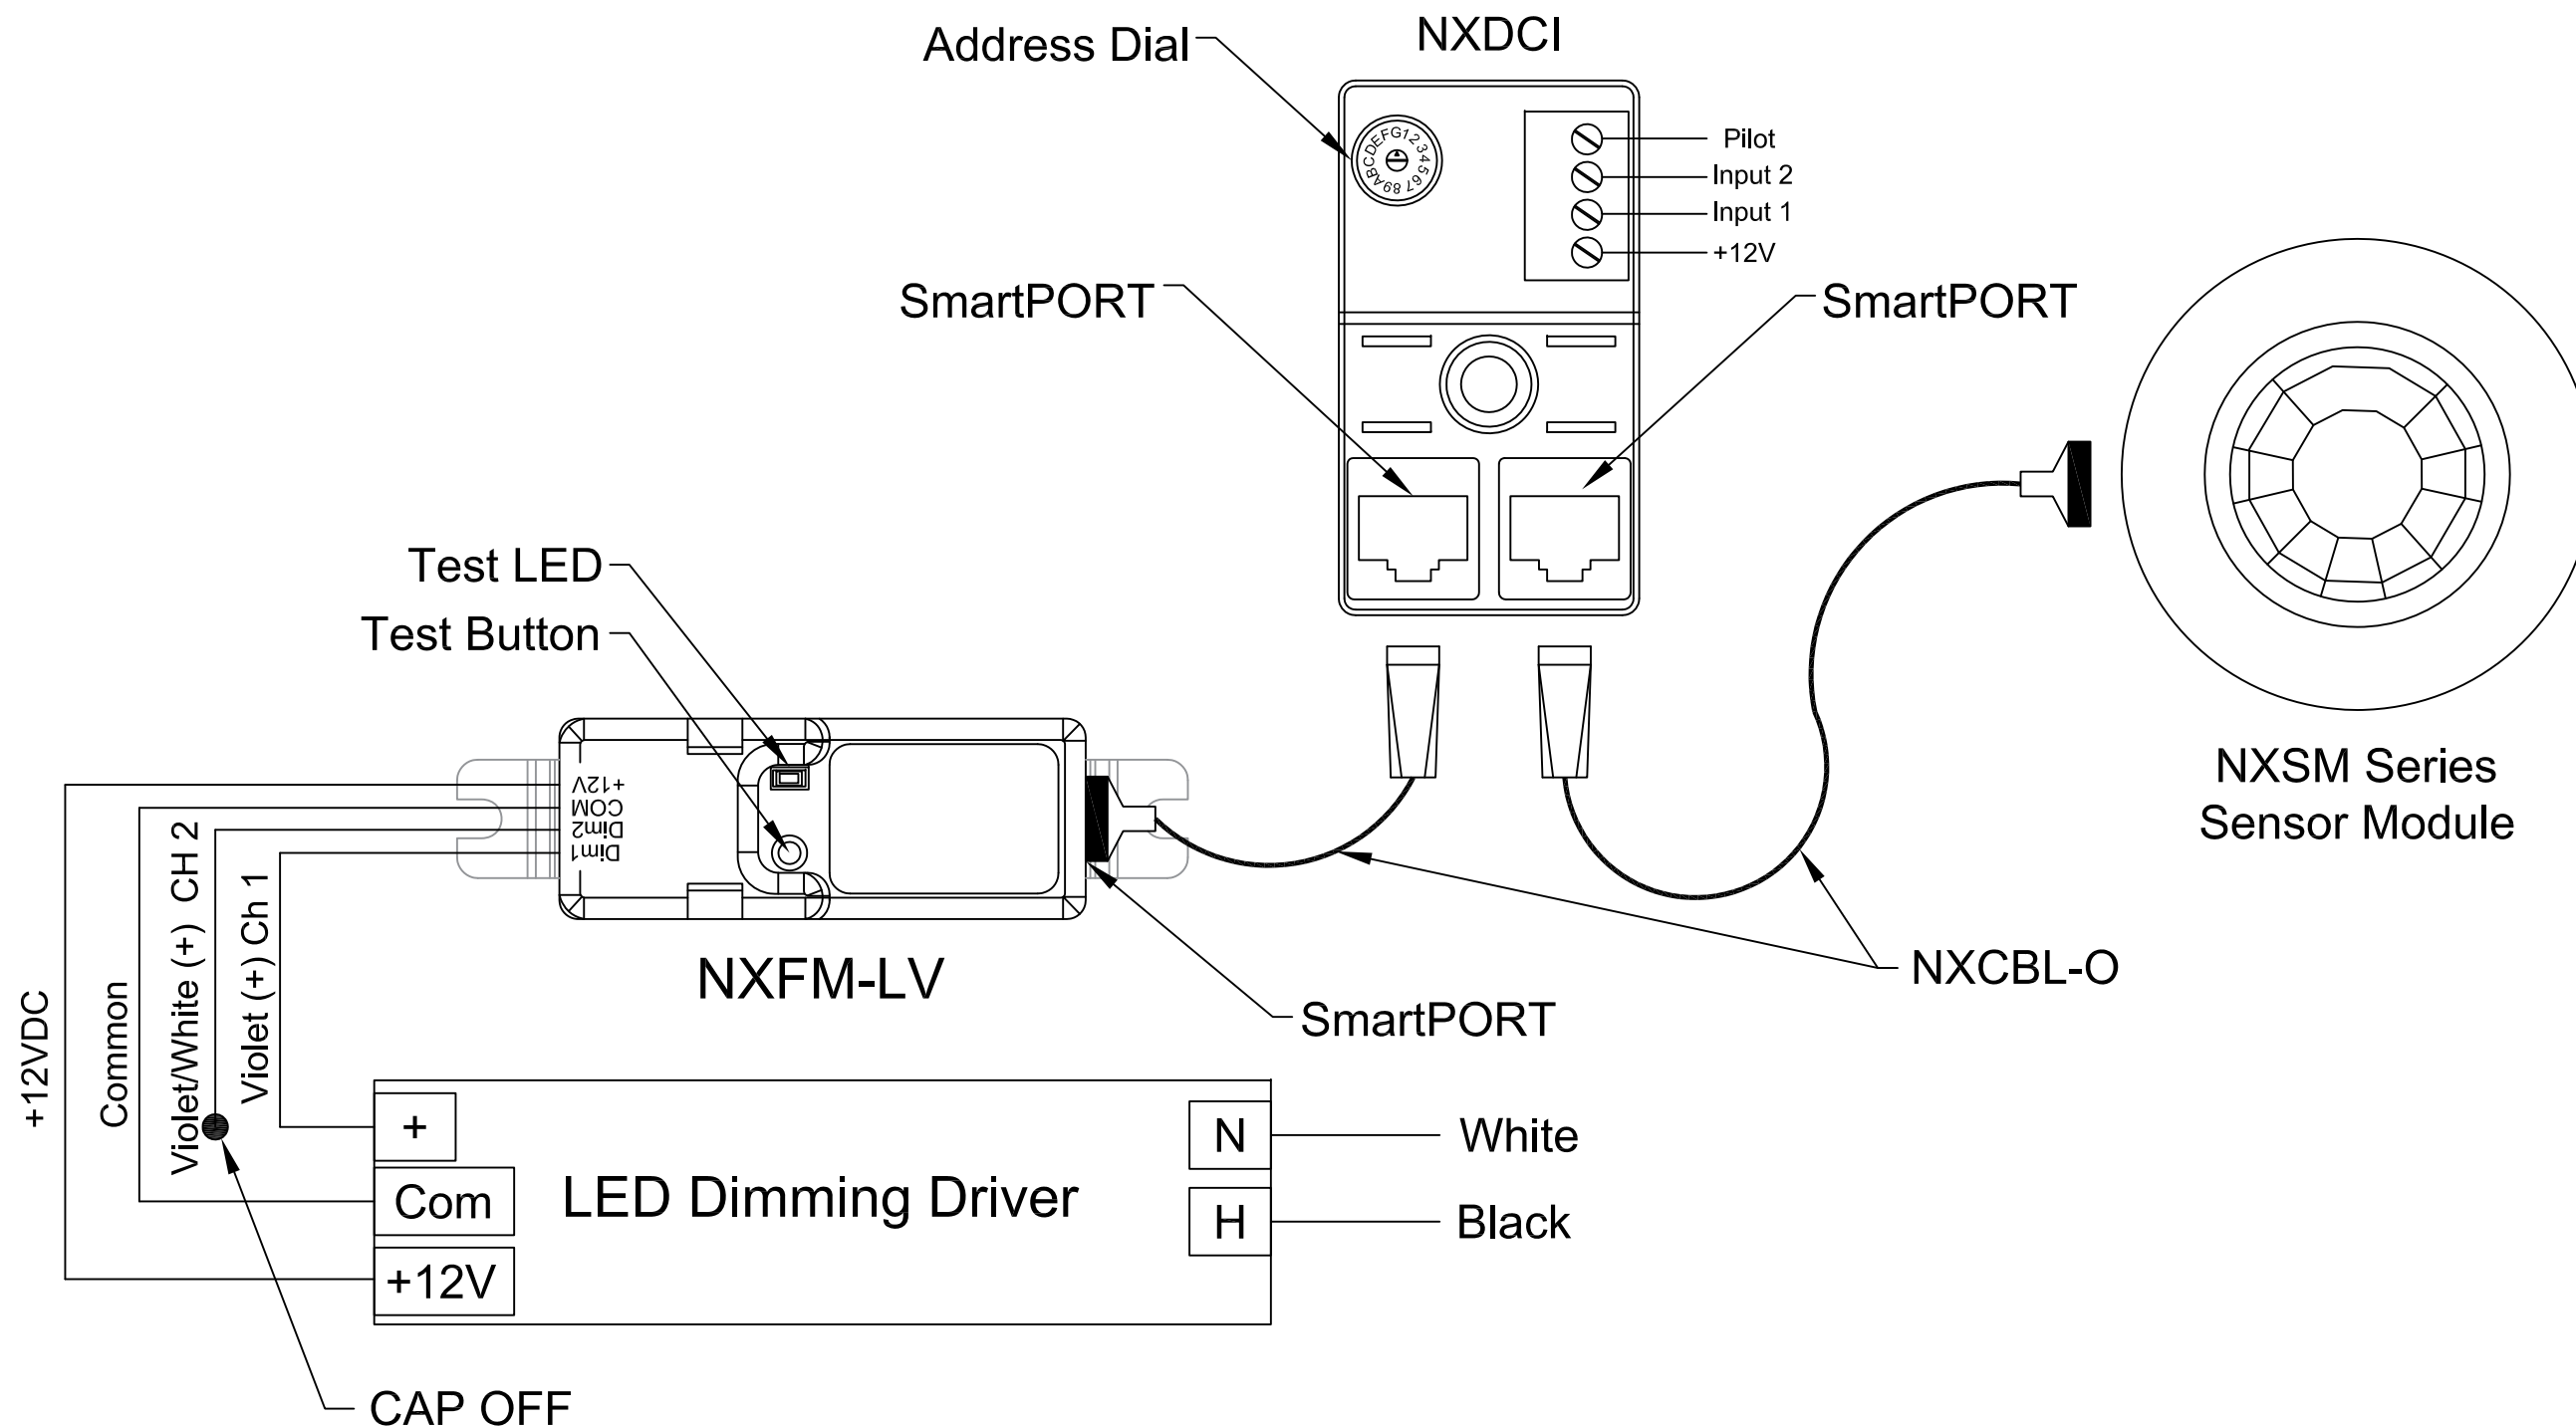 NXDCI
Address Dial
FG123456789ABCDE
Pilot
Input 2
Input 1
+12V
SmartPORT
SmartPORT
Test LED
Test Button
NXSM Series
Sensor Module
+12V
COM
Dim2
Dim1
NXFM-LV
NXCBL-O
SmartPORT
+12VDC
Common
Violet/White (+) CH 2
Violet (+) Ch 1
+
Com
+12V
LED Dimming Driver
N
H
White
Black
CAP OFF